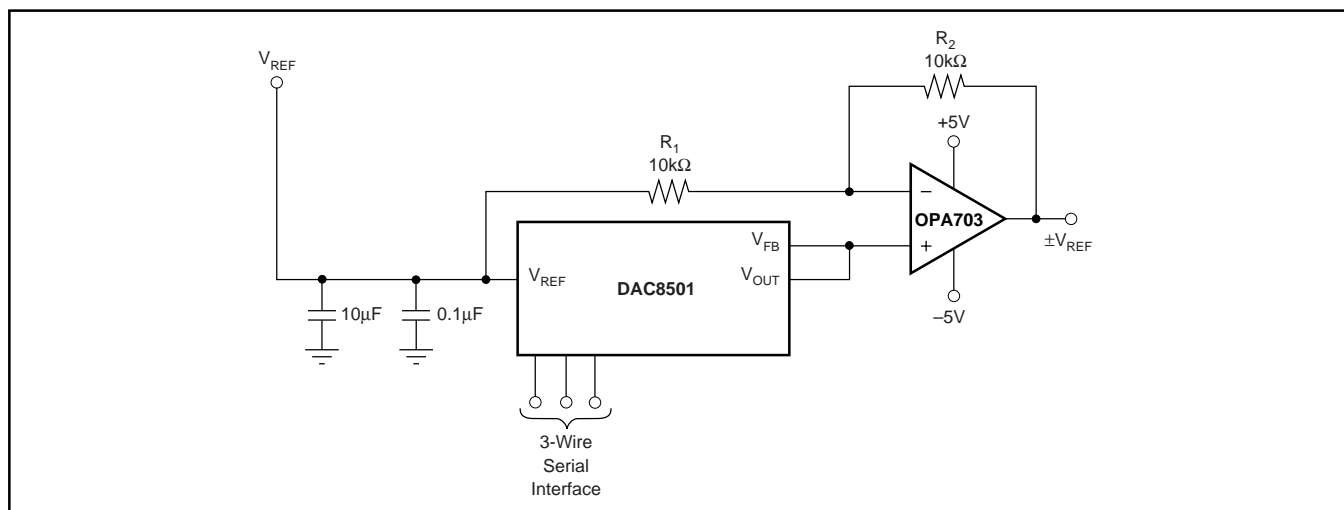 V_REF
R_2
10kΩ
+5V
R_1
10kΩ
–
OPA703
+
±V_REF
–5V
V_FB
V_REF
DAC8501
V_OUT
10µF
0.1µF
3-Wire
Serial
Interface